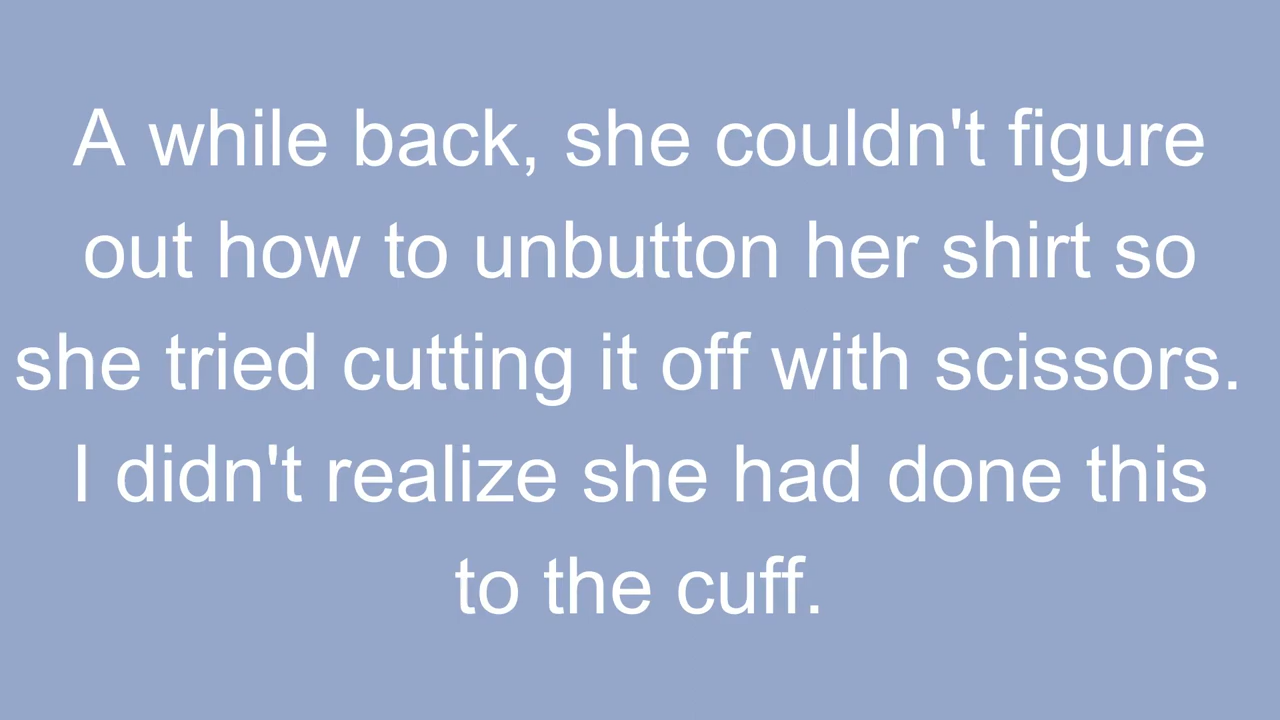 A while back, she couldn't figure
out how to unbutton her shirt so
she tried cutting it off with scissors.
I didn't realize she had done this
to the cuff.